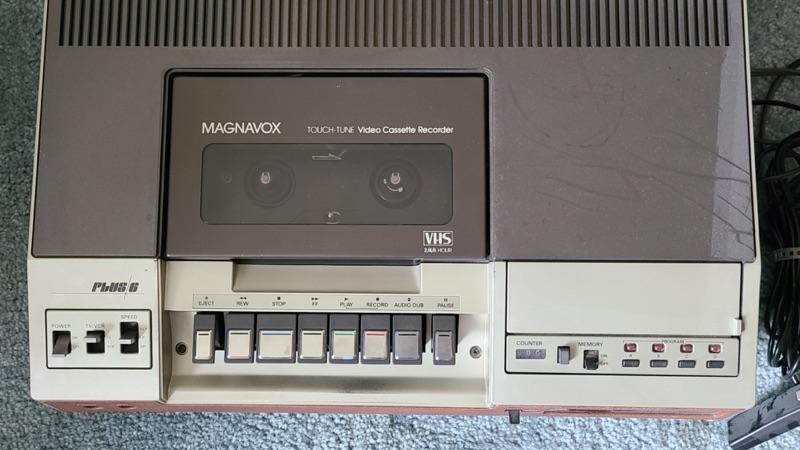 MAGNAVOX
TOUCH-TUNE Video Cassette Recorder
VHS
2/4/6 HOUR
PLUS/6
POWER
TV/VCR
SPEED
EJECT
REW
STOP
FF
PLAY
RECORD
AUDIO DUB
PAUSE
COUNTER
MEMORY
PROGRAM